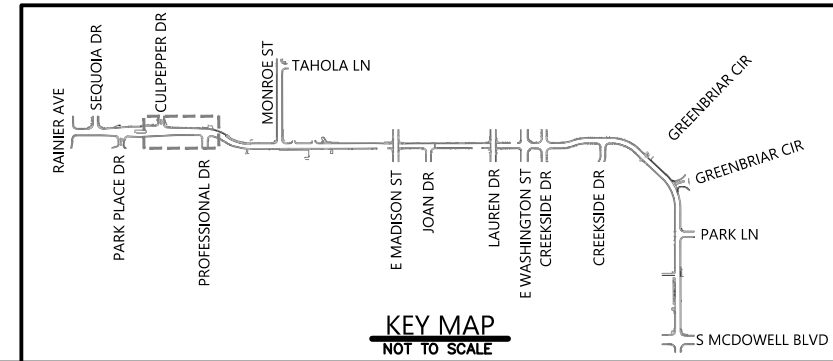 RAINIER AVE
SEQUOIA DR
CULPEPPER DR
MONROE ST
TAHOLA LN
GREENBRIAR CIR
GREENBRIAR CIR
PARK PLACE DR
PROFESSIONAL DR
E MADISON ST
JOAN DR
LAUREN DR
E WASHINGTON ST
CREEKSIDE DR
CREEKSIDE DR
PARK LN
S MCDOWELL BLVD
KEY MAP
NOT TO SCALE